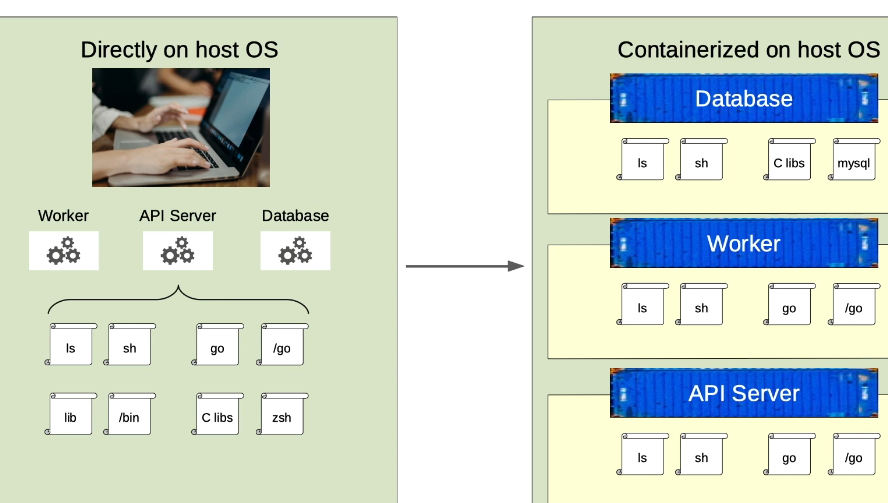 Directly on host OS
Worker API Server Database
ls sh go /go
lib /bin C libs zsh
Containerized on host OS
Database
ls sh C libs mysql
Worker
ls sh go /go
API Server
ls sh go /go